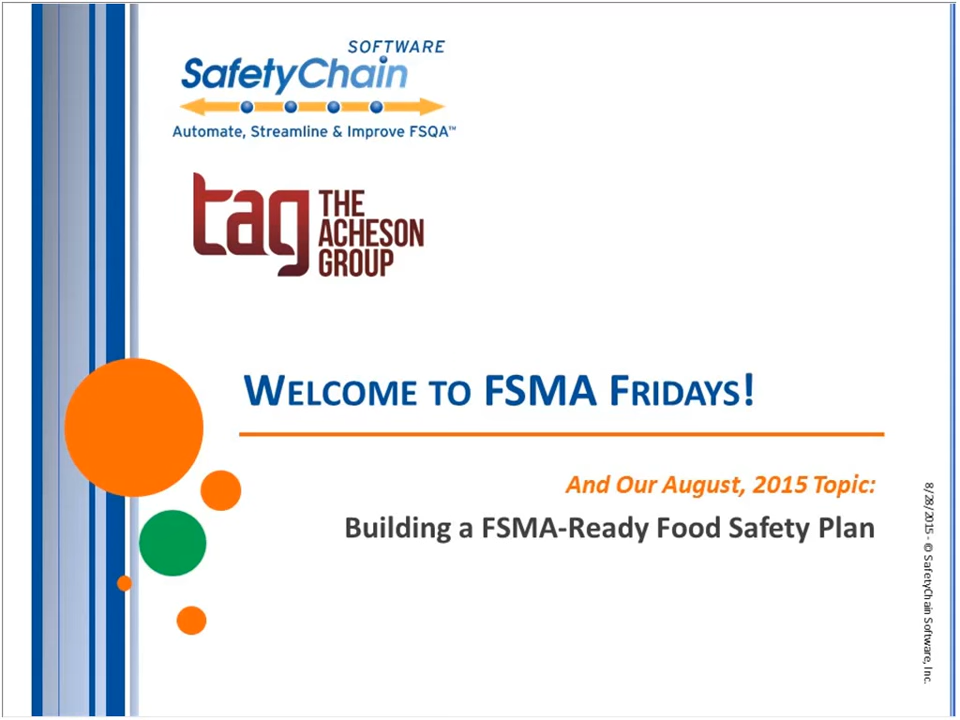 SOFTWARE
SafetyChain
Automate, Streamline & Improve FSQA™
tag THE
ACHESON
GROUP
WELCOME TO FSMA FRIDAYS!
And Our August, 2015 Topic:
Building a FSMA-Ready Food Safety Plan
8/28/2015 - © SafetyChain Software, Inc.